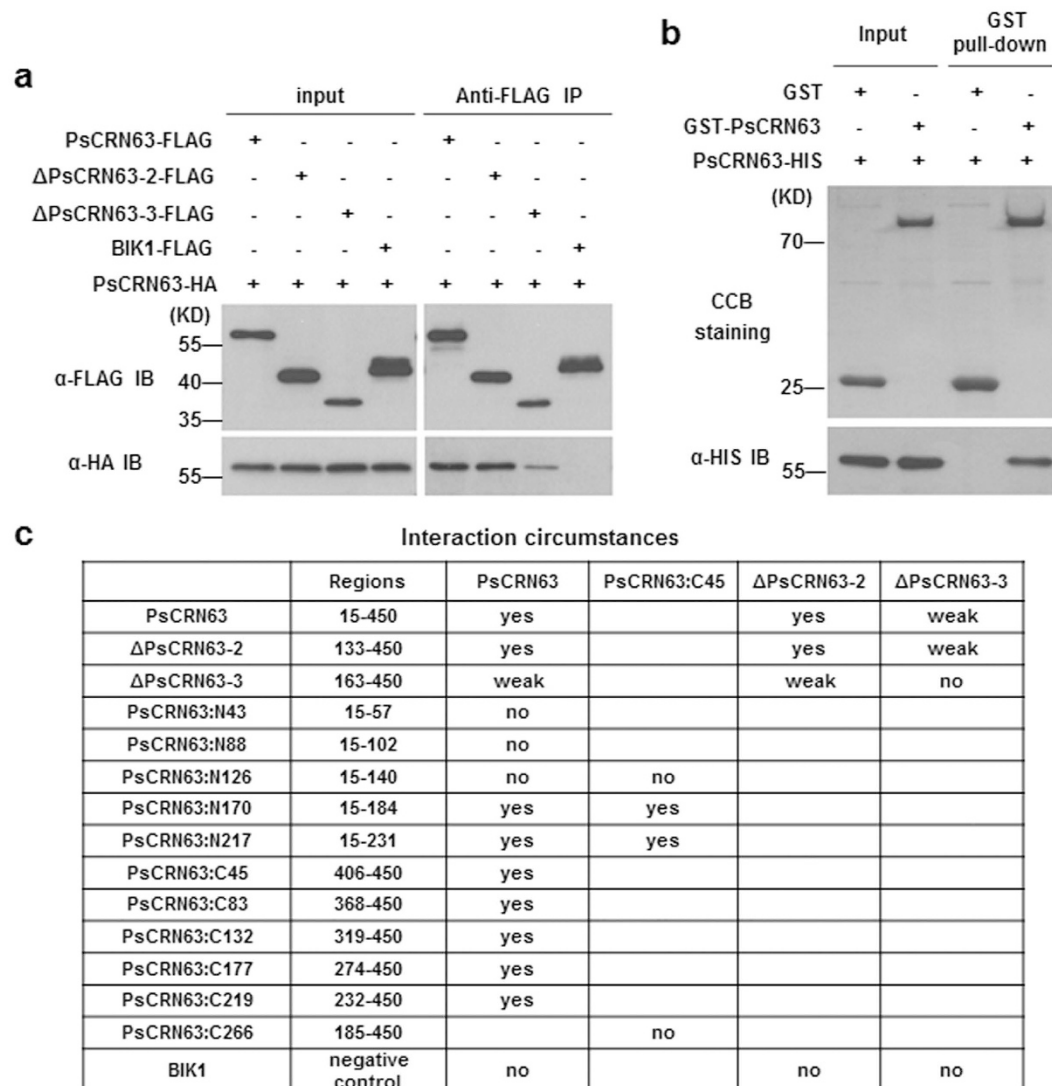 a
input Anti-FLAG IP
PsCRN63-FLAG + - - - + - - -
ΔPsCRN63-2-FLAG - + - - - + - -
ΔPsCRN63-3-FLAG - - + - - - + -
BIK1-FLAG - - - + - - - +
PsCRN63-HA + + + + + + + +
(KD)
55
α-FLAG IB 40
35
α-HA IB
55
b
Input GST pull-down
GST + - + -
GST-PsCRN63 - + - +
PsCRN63-HIS + + + +
(KD)
70
CCB
staining
25
α-HIS IB
55
c
Interaction circumstances
Regions PsCRN63 PsCRN63:C45 ΔPsCRN63-2 ΔPsCRN63-3
PsCRN63 15-450 yes yes weak
ΔPsCRN63-2 133-450 yes yes weak
ΔPsCRN63-3 163-450 weak weak no
PsCRN63:N43 15-57 no
PsCRN63:N88 15-102 no
PsCRN63:N126 15-140 no no
PsCRN63:N170 15-184 yes yes
PsCRN63:N217 15-231 yes yes
PsCRN63:C45 406-450 yes
PsCRN63:C83 368-450 yes
PsCRN63:C132 319-450 yes
PsCRN63:C177 274-450 yes
PsCRN63:C219 232-450 yes
PsCRN63:C266 185-450 no
BIK1 negative control no no no